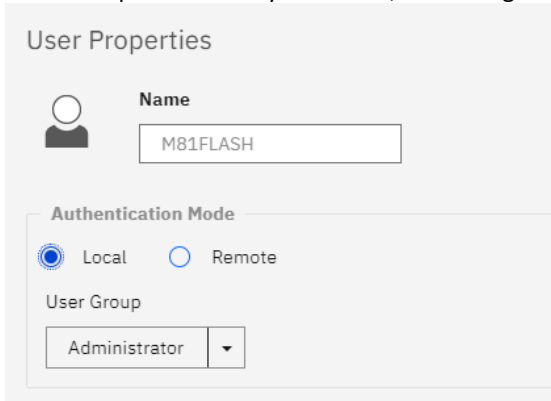 User Properties
Name
M81FLASH
Authentication Mode
Local Remote
User Group
Administrator